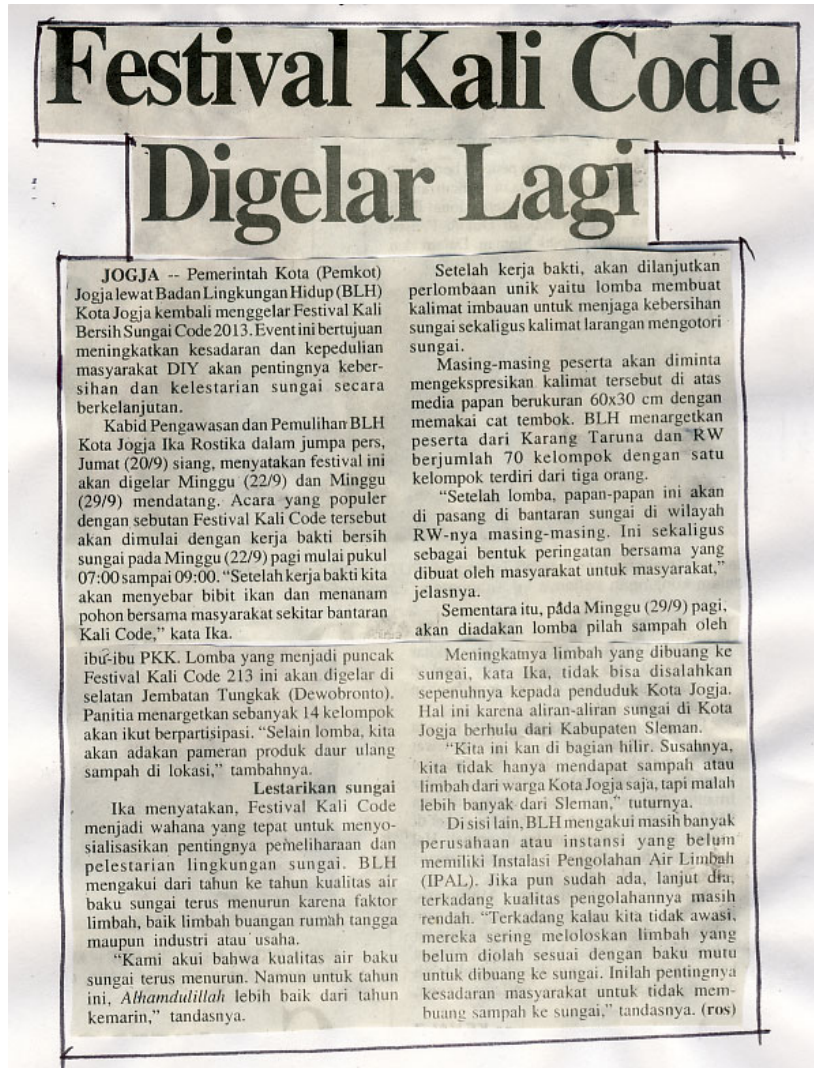 Festival Kali Code
Digelar Lagi
JOGJA -- Pemerintah Kota (Pemkot)
Jogja lewat Badan Lingkungan Hidup (BLH)
Kota Jogja kembali menggelar Festival Kali
Bersih Sungai Code 2013. Event ini bertujuan
meningkatkan kesadaran dan kepedulian
masyarakat DIY akan pentingnya keber-
sihan dan kelestarian sungai secara
berkelanjutan.
Kabid Pengawasan dan Pemulihan BLH
Kota Jogja Ika Rostika dalam jumpa pers,
Jumat (20/9) siang, menyatakan festival ini
akan digelar Minggu (22/9) dan Minggu
(29/9) mendatang. Acara yang populer
dengan sebutan Festival Kali Code tersebut
akan dimulai dengan kerja bakti bersih
sungai pada Minggu (22/9) pagi mulai pukul
07:00 sampai 09:00. “Setelah kerja bakti kita
akan menyebar bibit ikan dan menanam
pohon bersama masyarakat sekitar bantaran
Kali Code,” kata Ika.
Setelah kerja bakti, akan dilanjutkan
perlombaan unik yaitu lomba membuat
kalimat imbauan untuk menjaga kebersihan
sungai sekaligus kalimat larangan mengotori
sungai.
Masing-masing peserta akan diminta
mengekspresikan kalimat tersebut di atas
media papan berukuran 60x30 cm dengan
memakai cat tembok. BLH menargetkan
peserta dari Karang Taruna dan RW
berjumlah 70 kelompok dengan satu
kelompok terdiri dari tiga orang.
“Setelah lomba, papan-papan ini akan
di pasang di bantaran sungai di wilayah
RW-nya masing-masing. Ini sekaligus
sebagai bentuk peringatan bersama yang
dibuat oleh masyarakat untuk masyarakat,”
jelasnya.
Sementara itu, pada Minggu (29/9) pagi,
akan diadakan lomba pilah sampah oleh
ibu-ibu PKK. Lomba yang menjadi puncak
Festival Kali Code 213 ini akan digelar di
selatan Jembatan Tungkak (Dewobronto).
Panitia menargetkan sebanyak 14 kelompok
akan ikut berpartisipasi. “Selain lomba, kita
akan adakan pameran produk daur ulang
sampah di lokasi,” tambahnya.
Lestarikan sungai
Ika menyatakan, Festival Kali Code
menjadi wahana yang tepat untuk menyo-
sialisasikan pentingnya pemeliharaan dan
pelestarian lingkungan sungai. BLH
mengakui dari tahun ke tahun kualitas air
baku sungai terus menurun karena faktor
limbah, baik limbah buangan rumah tangga
maupun industri atau usaha.
“Kami akui bahwa kualitas air baku
sungai terus menurun. Namun untuk tahun
ini, Alhamdulillah lebih baik dari tahun
kemarin,” tandasnya.
Meningkatnya limbah yang dibuang ke
sungai, kata Ika, tidak bisa disalahkan
sepenuhnya kepada penduduk Kota Jogja.
Hal ini karena aliran-aliran sungai di Kota
Jogja berhulu dari Kabupaten Sleman.
“Kita ini kan di bagian hilir. Susahnya,
kita tidak hanya mendapat sampah atau
limbah dari warga Kota Jogja saja, tapi malah
lebih banyak dari Sleman,” tuturnya.
Di sisi lain, BLH mengakui masih banyak
perusahaan atau instansi yang belum
memiliki Instalasi Pengolahan Air Limbah
(IPAL). Jika pun sudah ada, lanjut dia,
terkadang kualitas pengolahannya masih
rendah. “Terkadang kalau kita tidak awasi,
mereka sering meloloskan limbah yang
belum diolah sesuai dengan baku mutu
untuk dibuang ke sungai. Inilah pentingnya
kesadaran masyarakat untuk tidak mem-
buang sampah ke sungai,” tandasnya. (ros)